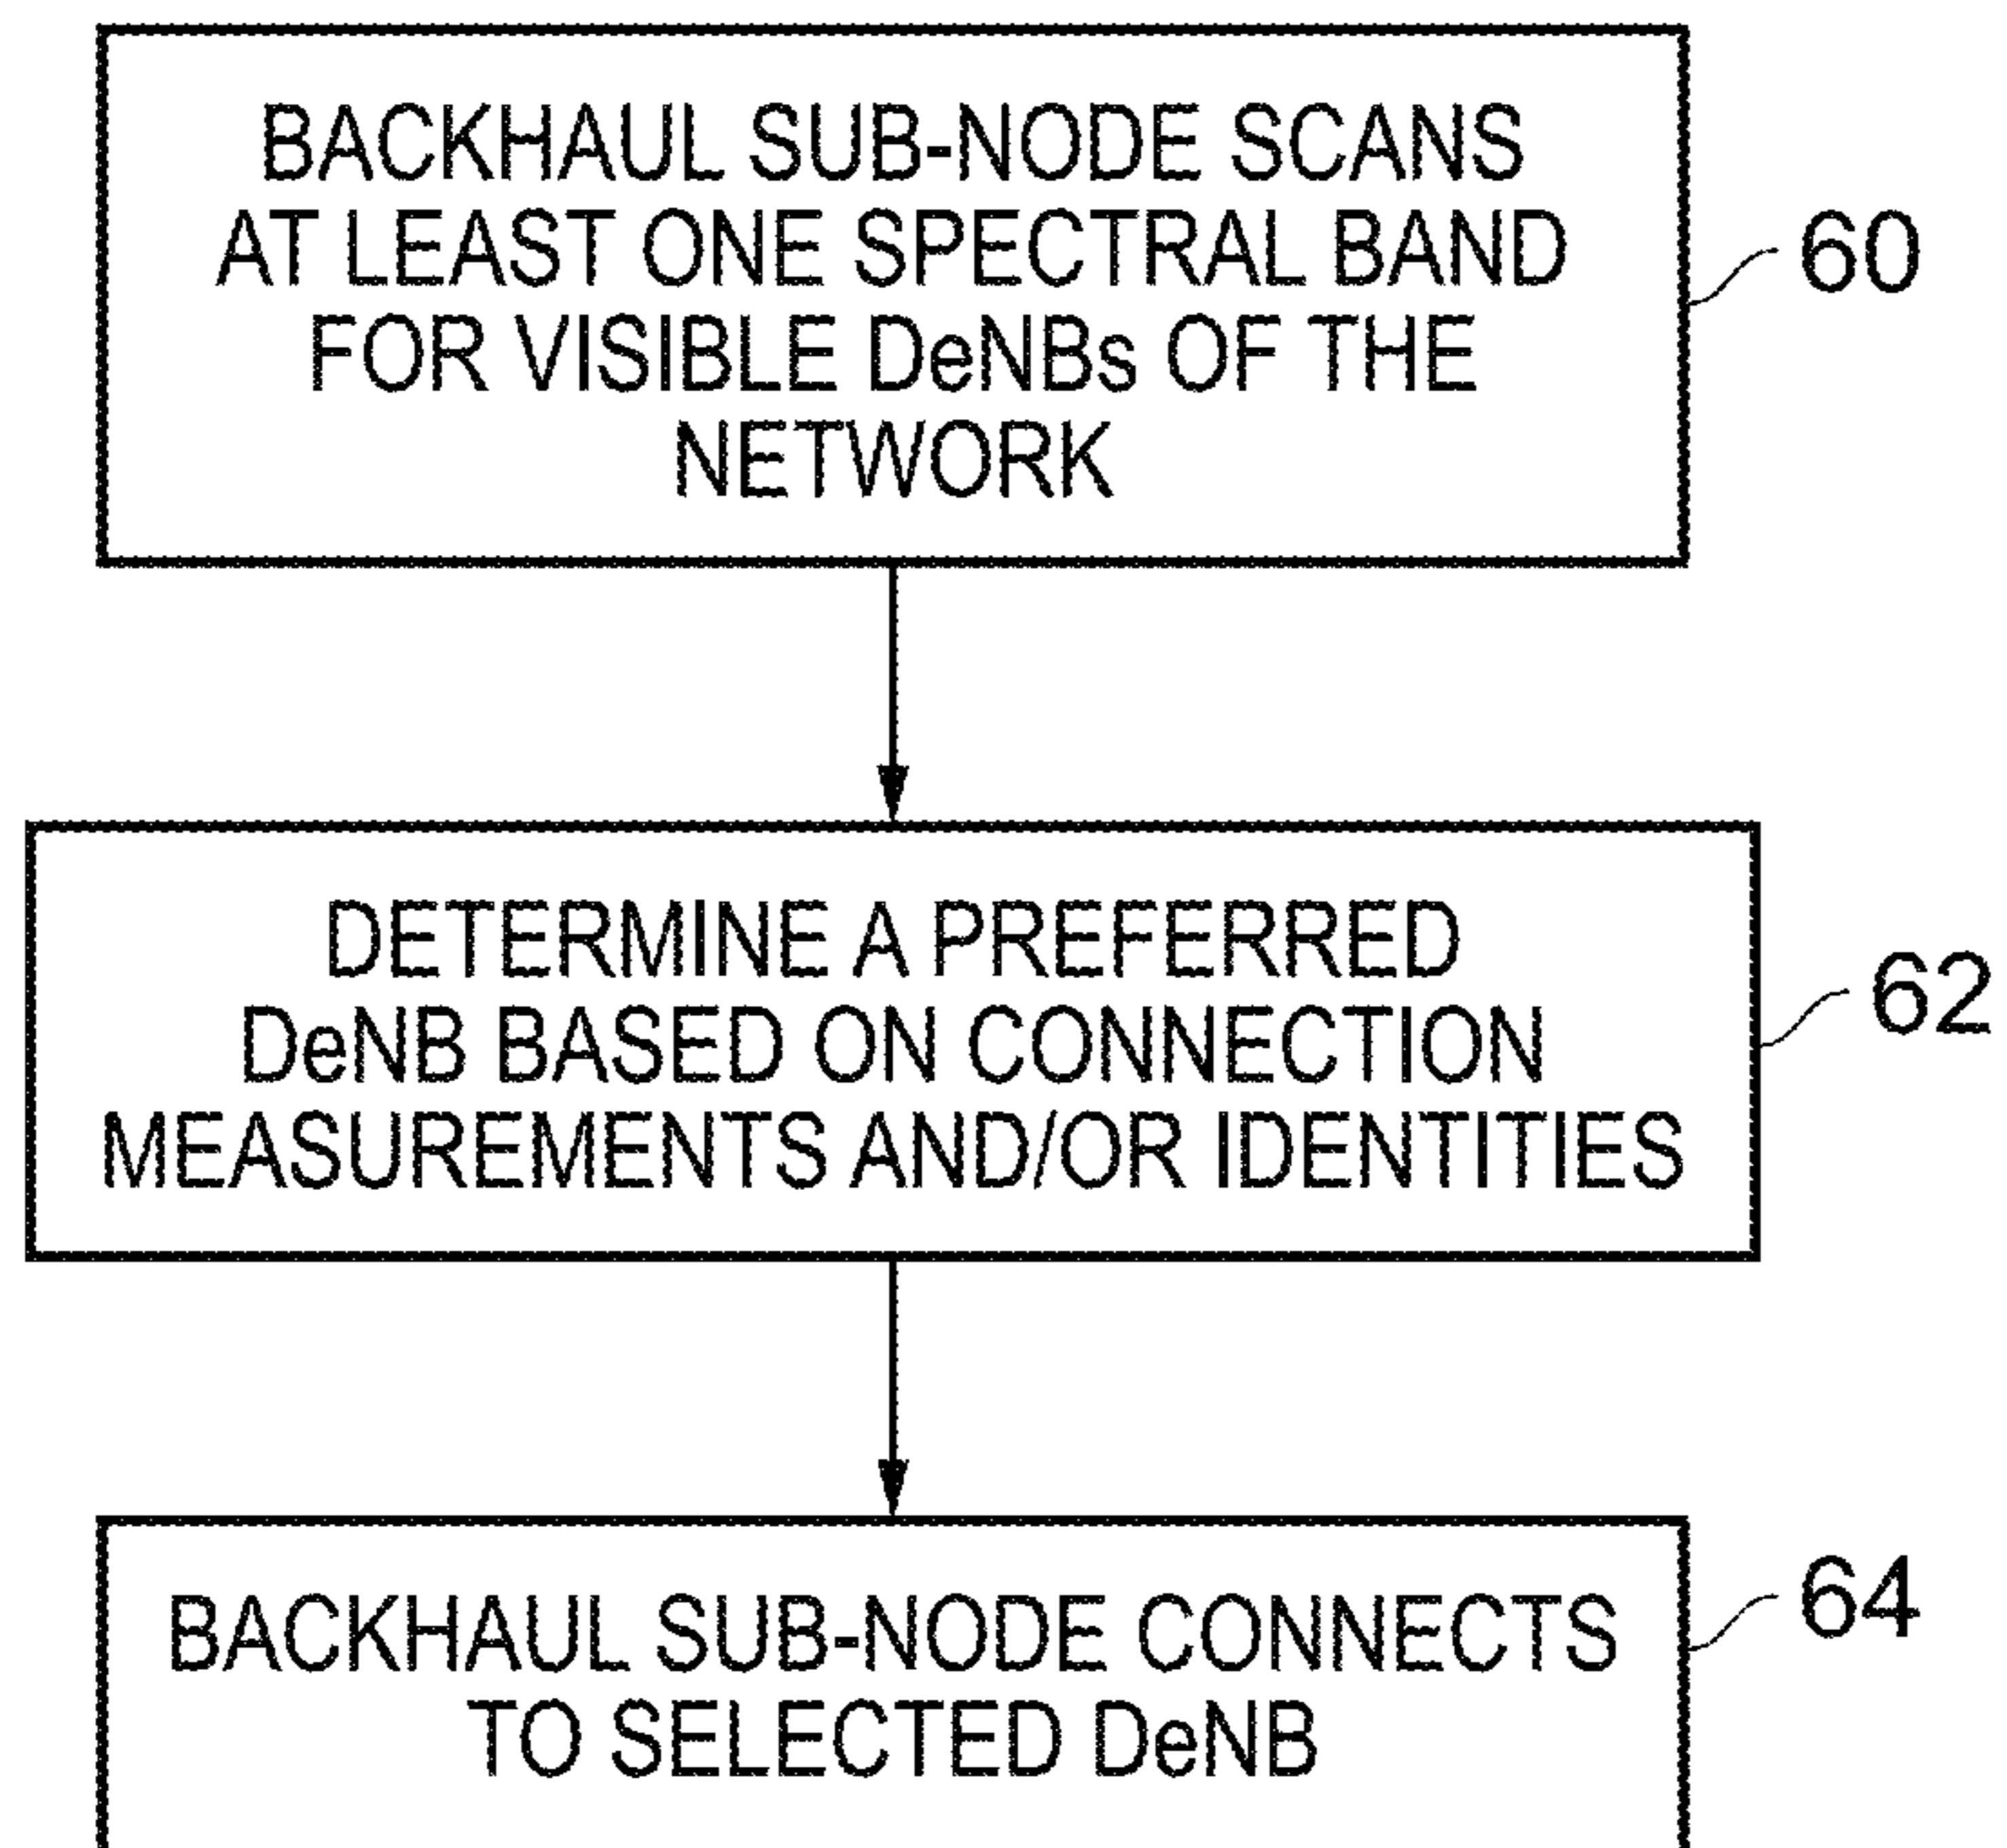 BACKHAUL SUB-NODE SCANS
AT LEAST ONE SPECTRAL BAND
FOR VISIBLE DeNBs OF THE
NETWORK
60
DETERMINE A PREFERRED
DeNB BASED ON CONNECTION
MEASUREMENTS AND/OR IDENTITIES
62
BACKHAUL SUB-NODE CONNECTS
TO SELECTED DeNB
64